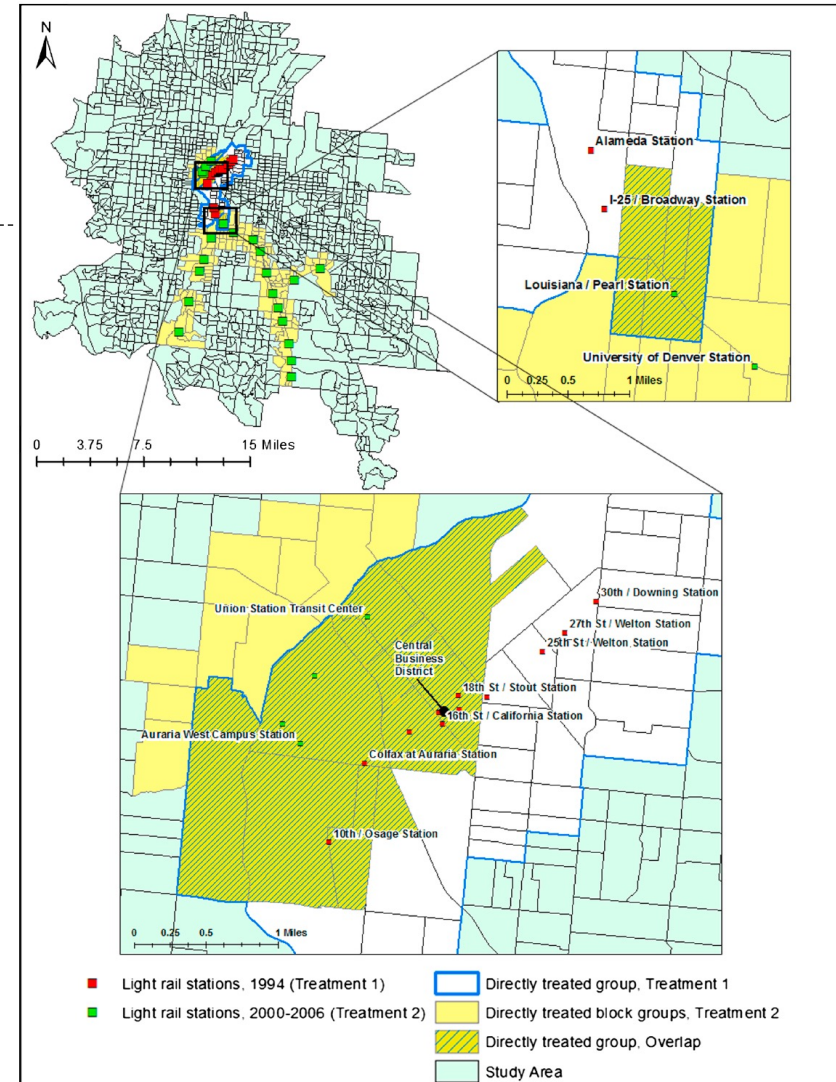 N
Alameda Station
I-25 / Broadway Station
Louisiana / Pearl Station
University of Denver Station
0 0.25 0.5 1 Miles
0 3.75 7.5 15 Miles
30th / Downing Station
Union Station Transit Center
27th St / Welton Station
25th St / Welton Station
Central
Business
District
18th St / Stout Station
16th St / California Station
Auraria West Campus Station
Colfax at Auraria Station
10th / Osage Station
0 0.25 0.5 1 Miles
Light rail stations, 1994 (Treatment 1)
Light rail stations, 2000-2006 (Treatment 2)
Directly treated group, Treatment 1
Directly treated block groups, Treatment 2
Directly treated group, Overlap
Study Area